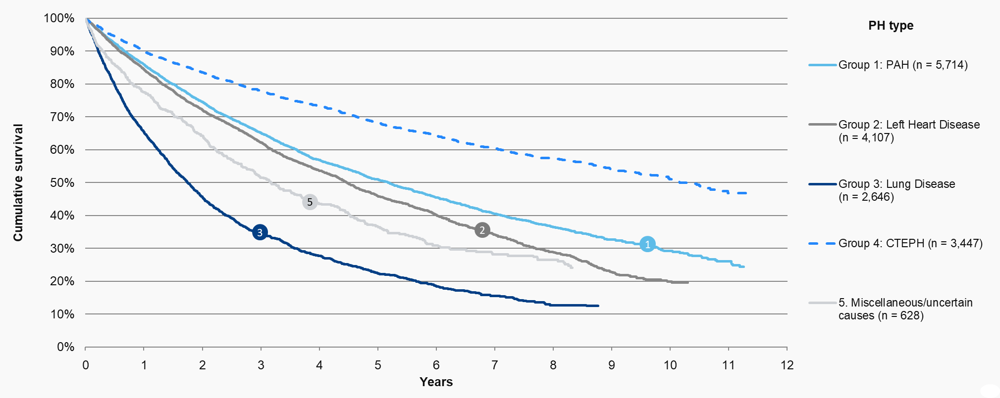 PH type
100%
90%
80%
70%
60%
50%
40%
30%
20%
10%
0%
Cumulative survival
0 1 2 3 4 5 6 7 8 9 10 11 12
Years
3
5
2
1
Group 1: PAH (n = 5,714)
Group 2: Left Heart Disease
(n = 4,107)
Group 3: Lung Disease
(n = 2,646)
Group 4: CTEPH (n = 3,447)
5. Miscellaneous/uncertain
causes (n = 628)